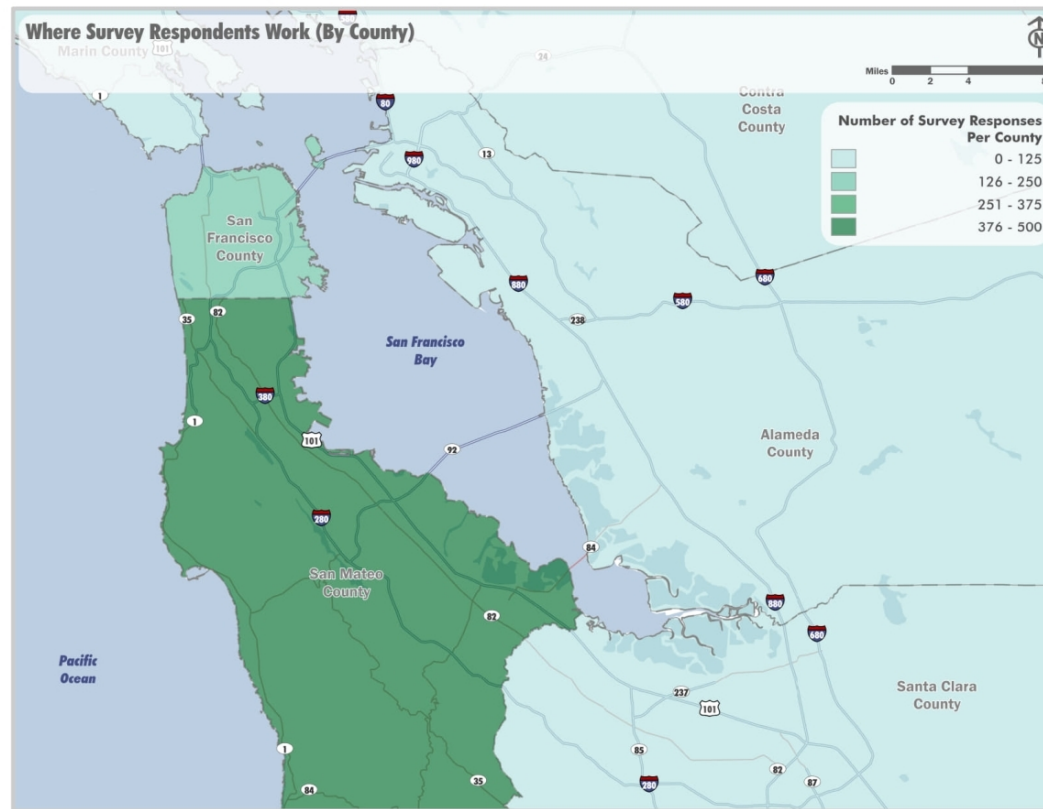 Where Survey Respondents Work (By County)
Marin County
101
1
80
24
N
Miles
0 2 4 8
Contra
Costa
County
Number of Survey Responses
Per County
0 - 125
126 - 250
251 - 375
376 - 500
13
980
San
Francisco
County
880
680
580
238
35
82
San Francisco
Bay
380
1
101
92
Alameda
County
280
84
San Mateo
County
82
880
680
Pacific
Ocean
Santa Clara
County
237
101
1
85
82
84
35
280
87